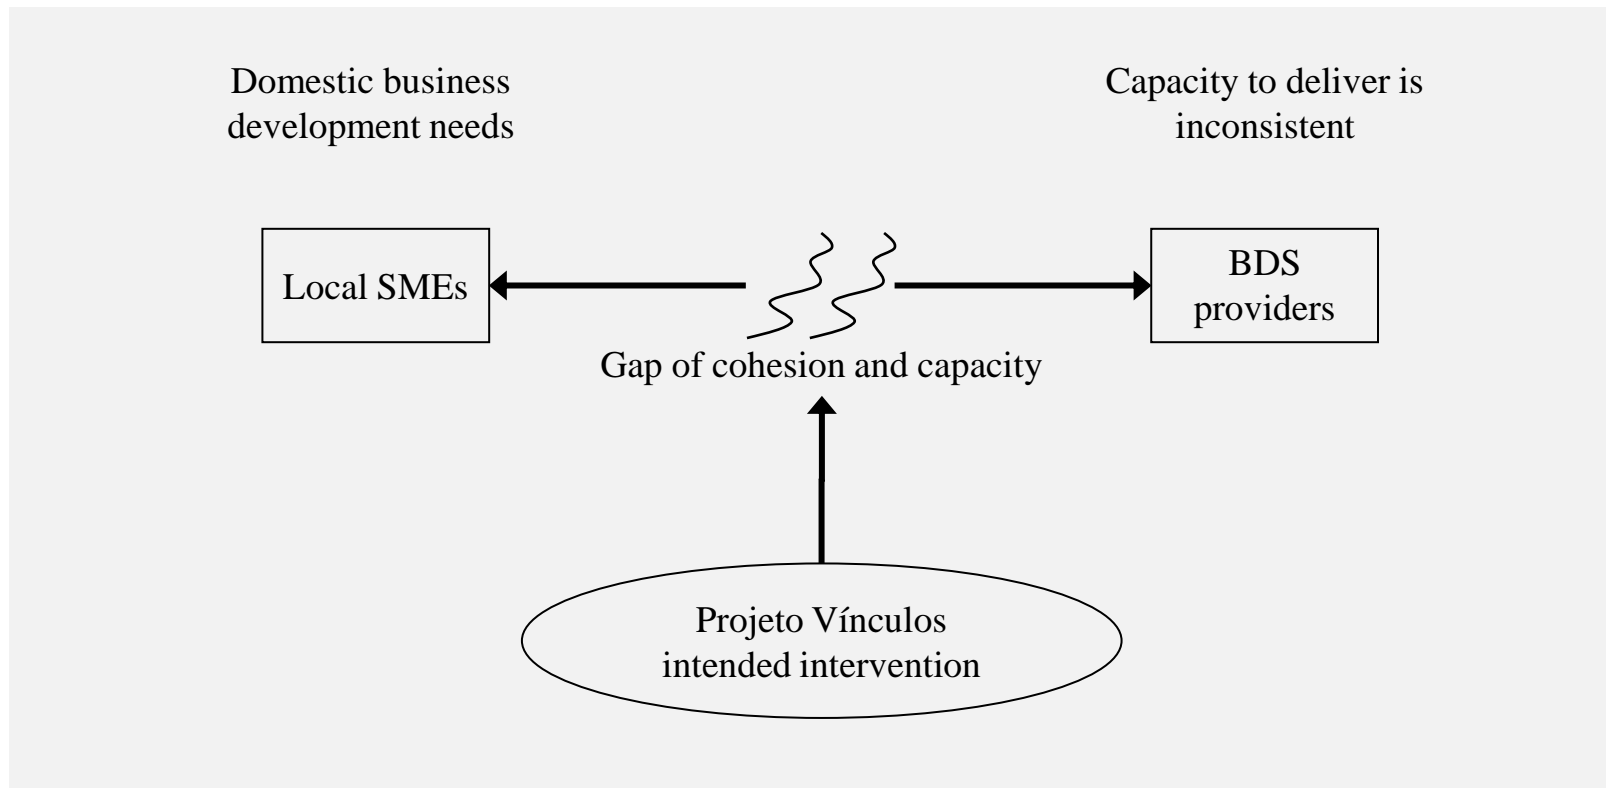 Domestic business
development needs
Capacity to deliver is
inconsistent
Local SMEs
BDS
providers
Gap of cohesion and capacity
Projeto Vínculos
intended intervention